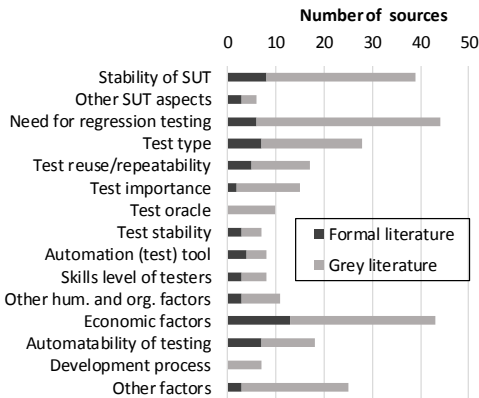 Number of sources
0 10 20 30 40 50
Stability of SUT
Other SUT aspects
Need for regression testing
Test type
Test reuse/repeatability
Test importance
Test oracle
Test stability
Automation (test) tool
Skills level of testers
Other hum. and org. factors
Economic factors
Automatability of testing
Development process
Other factors
Formal literature
Grey literature